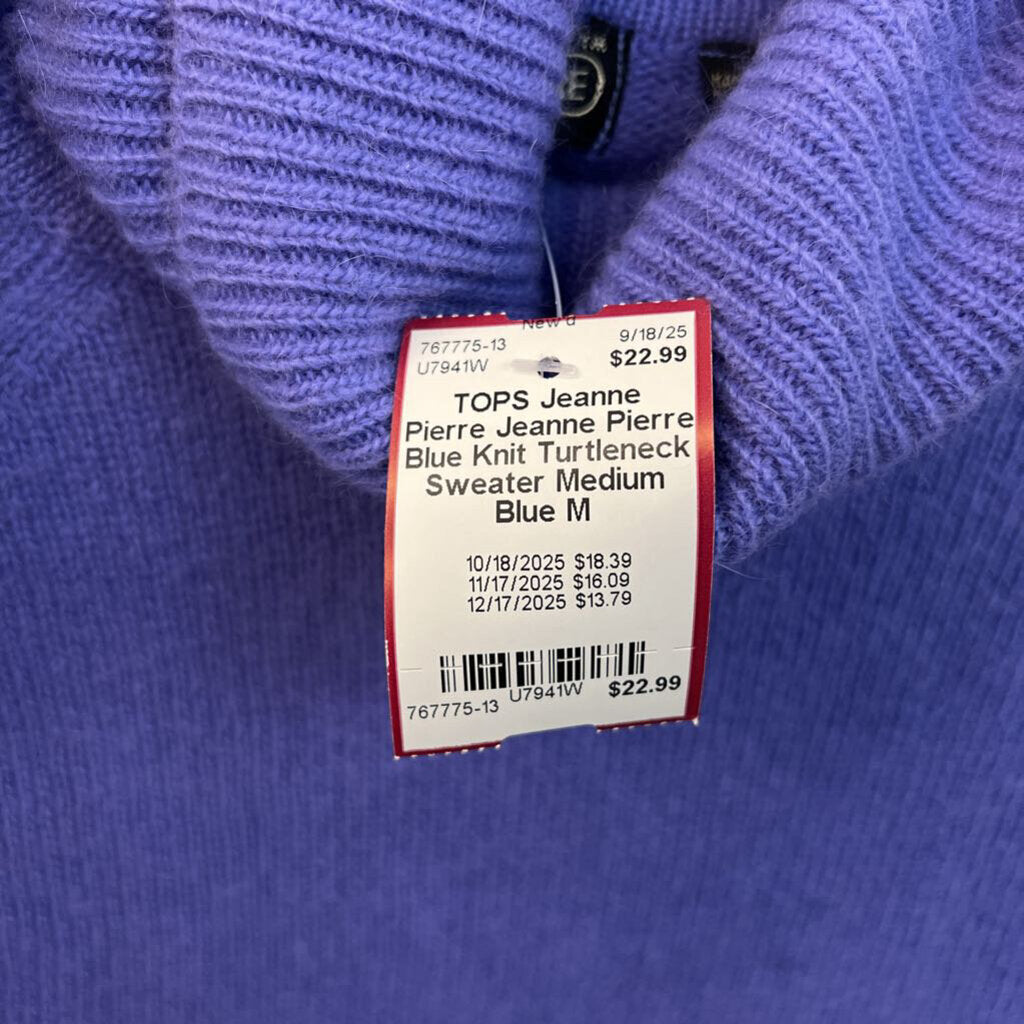 E
New'd
767775-13
9/18/25
U7941W
$22.99
TOPS Jeanne
Pierre Jeanne Pierre
Blue Knit Turtleneck
Sweater Medium
Blue M
10/18/2025 $18.39
11/17/2025 $16.09
12/17/2025 $13.79
U7941W
$22.99
767775-13